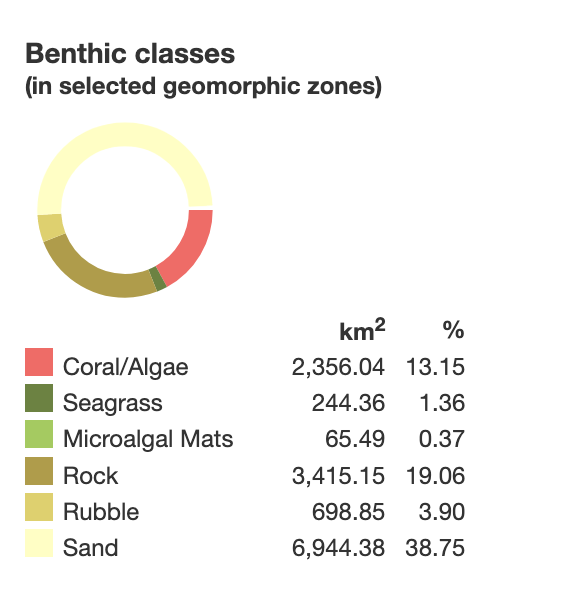 Benthic classes
(in selected geomorphic zones)
km² %
Coral/Algae 2,356.04 13.15
Seagrass 244.36 1.36
Microalgal Mats 65.49 0.37
Rock 3,415.15 19.06
Rubble 698.85 3.90
Sand 6,944.38 38.75